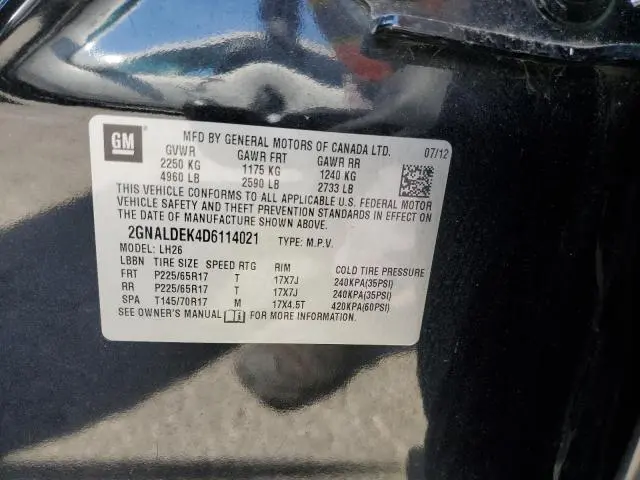 GM
MFD BY GENERAL MOTORS OF CANADA LTD.
07/12
GVWR GAWR FRT GAWR RR
2250 KG 1175 KG 1240 KG
4960 LB 2590 LB 2733 LB
THIS VEHICLE CONFORMS TO ALL APPLICABLE U.S. FEDERAL MOTOR
VEHICLE SAFETY AND THEFT PREVENTION STANDARDS IN EFFECT
ON THE DATE OF MANUFACTURE SHOWN ABOVE.
2GNALDEK4D6114021 TYPE: M.P.V.
MODEL: LH26
LBBN TIRE SIZE SPEED RTG RIM COLD TIRE PRESSURE
FRT P225/65R17 T 17X7J 240KPA(35PSI)
RR P225/65R17 T 17X7J 240KPA(35PSI)
SPA T145/70R17 M 17X4.5T 420KPA(60PSI)
SEE OWNER'S MANUAL FOR MORE INFORMATION.